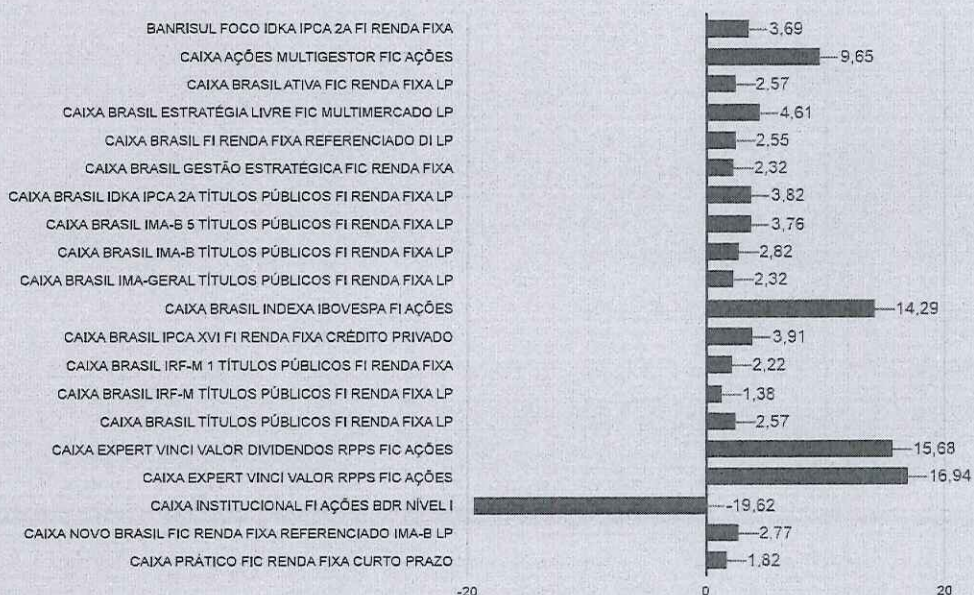 BANRISUL FOCO IDKA IPCA 2A FI RENDA FIXA 3,69
CAIXA AÇÕES MULTIGESTOR FIC AÇÕES 9,65
CAIXA BRASIL ATIVA FIC RENDA FIXA LP 2,57
CAIXA BRASIL ESTRATÉGIA LIVRE FIC MULTIMERCADO LP 4,61
CAIXA BRASIL FI RENDA FIXA REFERENCIADO DI LP 2,55
CAIXA BRASIL GESTÃO ESTRATÉGICA FIC RENDA FIXA 2,32
CAIXA BRASIL IDKA IPCA 2A TÍTULOS PÚBLICOS FI RENDA FIXA LP 3,82
CAIXA BRASIL IMA-B 5 TÍTULOS PÚBLICOS FI RENDA FIXA LP 3,76
CAIXA BRASIL IMA-B TÍTULOS PÚBLICOS FI RENDA FIXA LP 2,82
CAIXA BRASIL IMA-GERAL TÍTULOS PÚBLICOS FI RENDA FIXA LP 2,32
CAIXA BRASIL INDEXA IBOVESPA FI AÇÕES 14,29
CAIXA BRASIL IPCA XVI FI RENDA FIXA CRÉDITO PRIVADO 3,91
CAIXA BRASIL IRF-M 1 TÍTULOS PÚBLICOS FI RENDA FIXA 2,22
CAIXA BRASIL IRF-M TÍTULOS PÚBLICOS FI RENDA FIXA LP 1,38
CAIXA BRASIL TÍTULOS PÚBLICOS FI RENDA FIXA LP 2,57
CAIXA EXPERT VINCI VALOR DIVIDENDOS RPPS FIC AÇÕES 15,68
CAIXA EXPERT VINCI VALOR RPPS FIC AÇÕES 16,94
CAIXA INSTITUCIONAL FI AÇÕES BDR NÍVEL I -19,62
CAIXA NOVO BRASIL FIC RENDA FIXA REFERENCIADO IMA-B LP 2,77
CAIXA PRÁTICO FIC RENDA FIXA CURTO PRAZO 1,82
-20 0 20